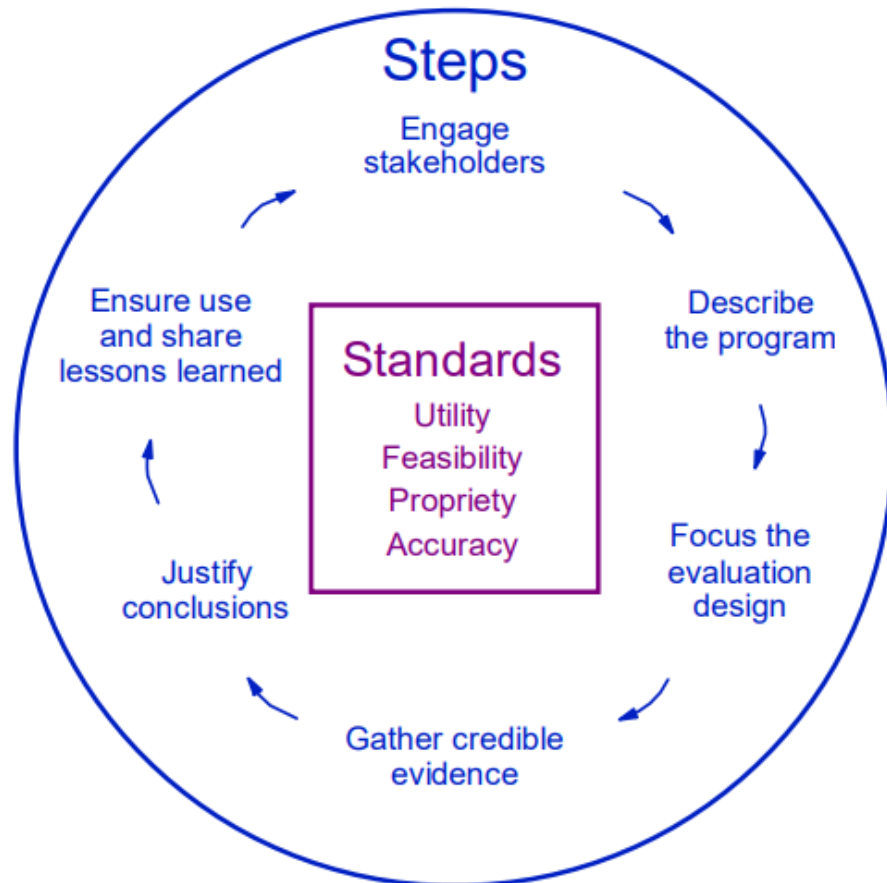 Steps
Engage
stakeholders
Describe
the program
Focus the
evaluation
design
Gather credible
evidence
Justify
conclusions
Ensure use
and share
lessons learned
Standards
Utility
Feasibility
Propriety
Accuracy